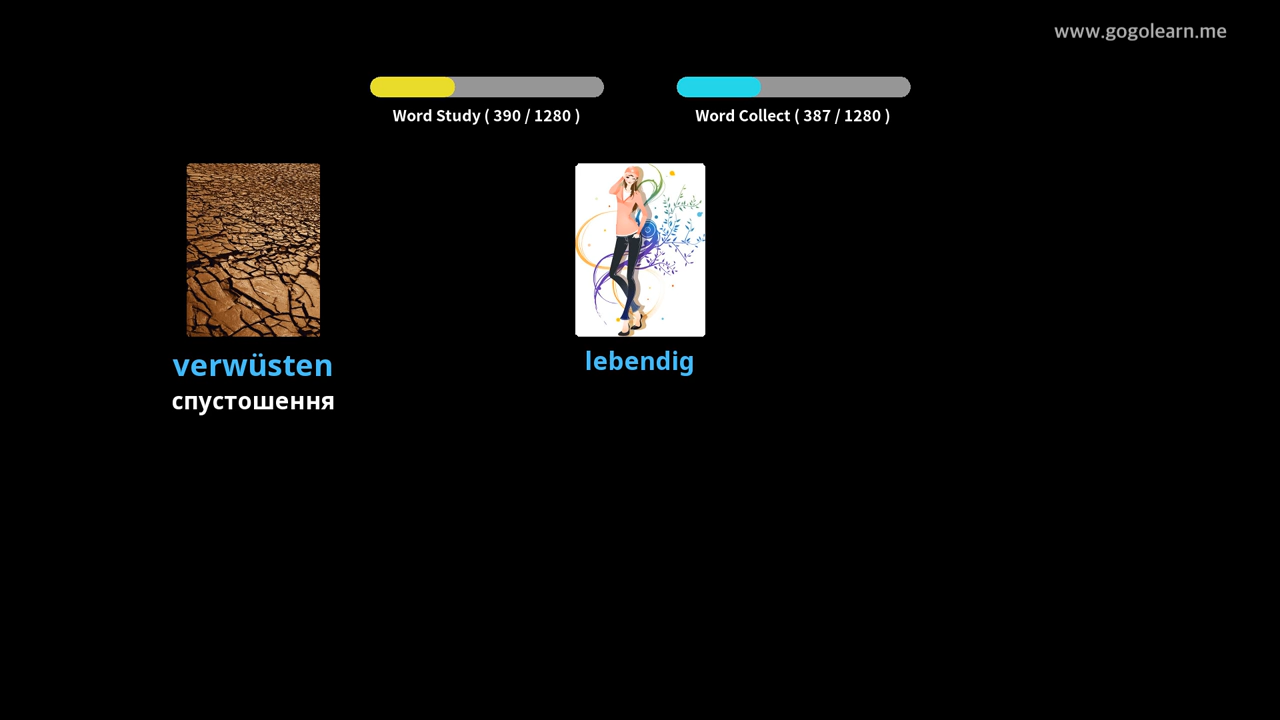 www.gogolearn.me
Word Study ( 390 / 1280 )
Word Collect ( 387 / 1280 )
verwüsten
спустошення
lebendig